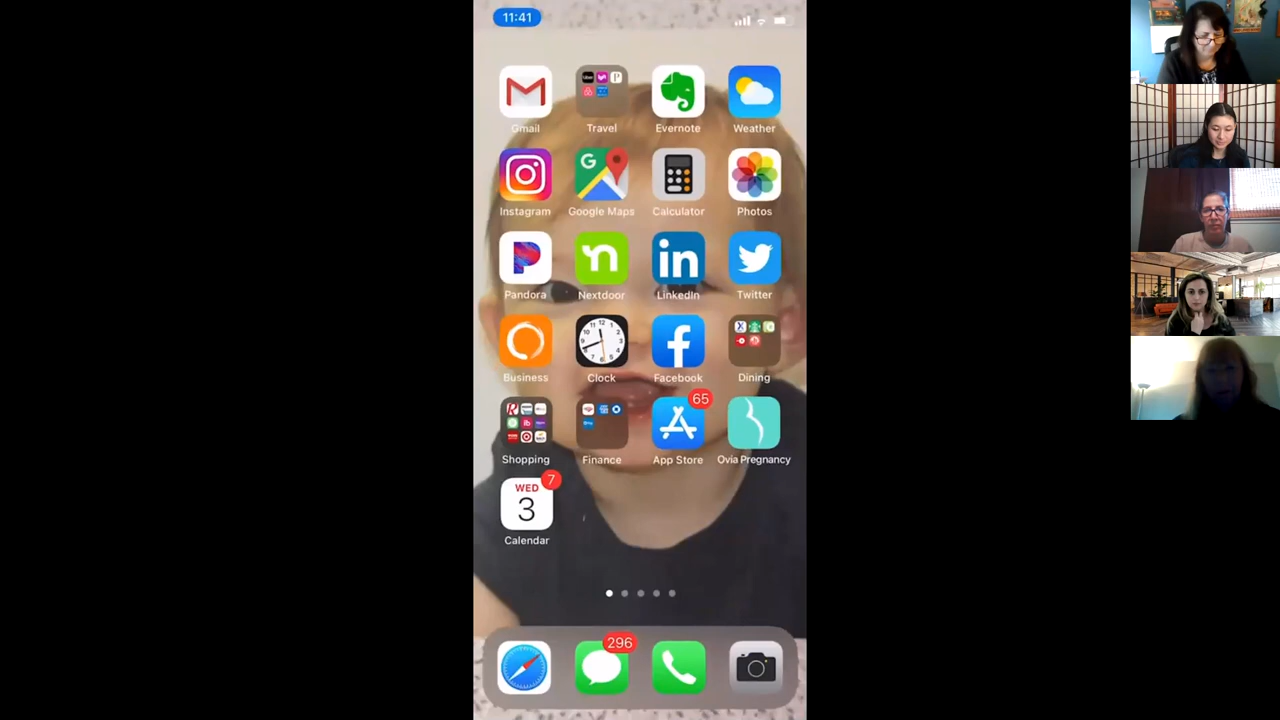 11:41
Gmail Travel Evernote Weather
Instagram Google Maps Calculator Photos
Pandora Nextdoor LinkedIn Twitter
Business Clock Facebook Dining
65
Shopping Finance App Store Ovia Pregnancy
7
WED
3
Calendar
296